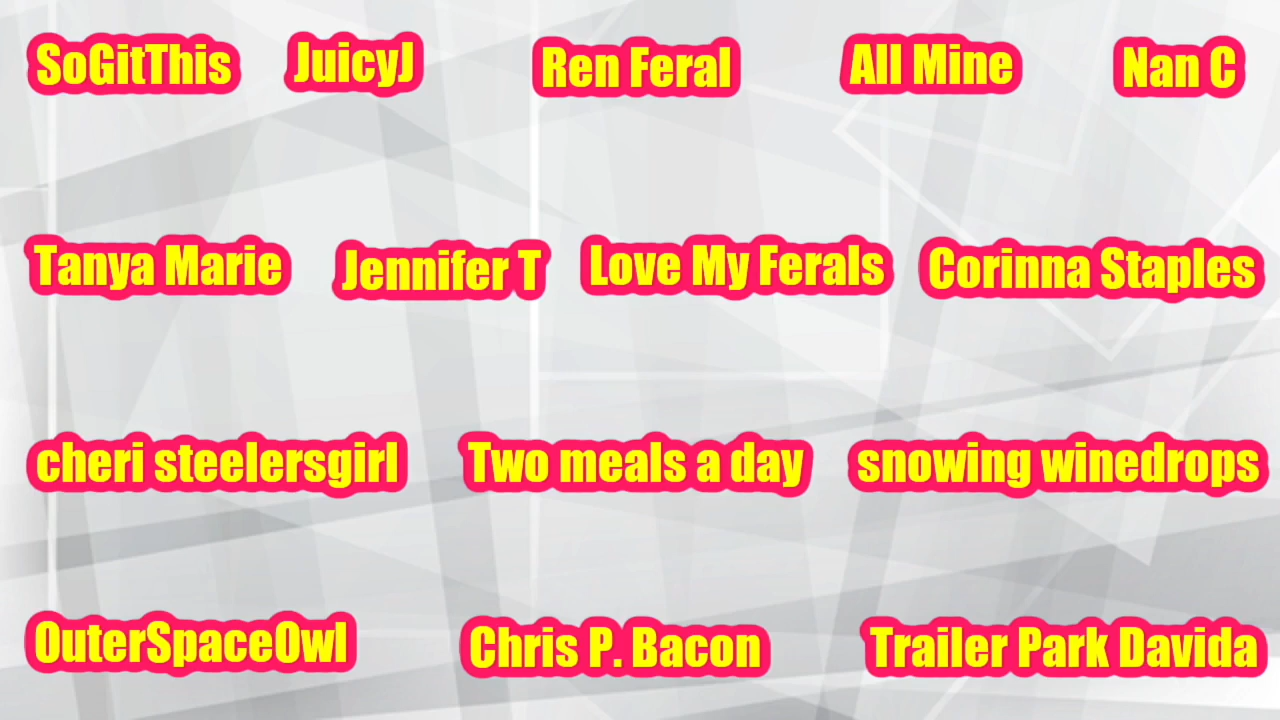 SoGitThis JuicyJ Ren Feral All Mine Nan C
Tanya Marie Jennifer T Love My Ferals Corinna Staples
cheri steelersgirl Two meals a day snowing winedrops
OuterSpaceOwl Chris P. Bacon Trailer Park Davida